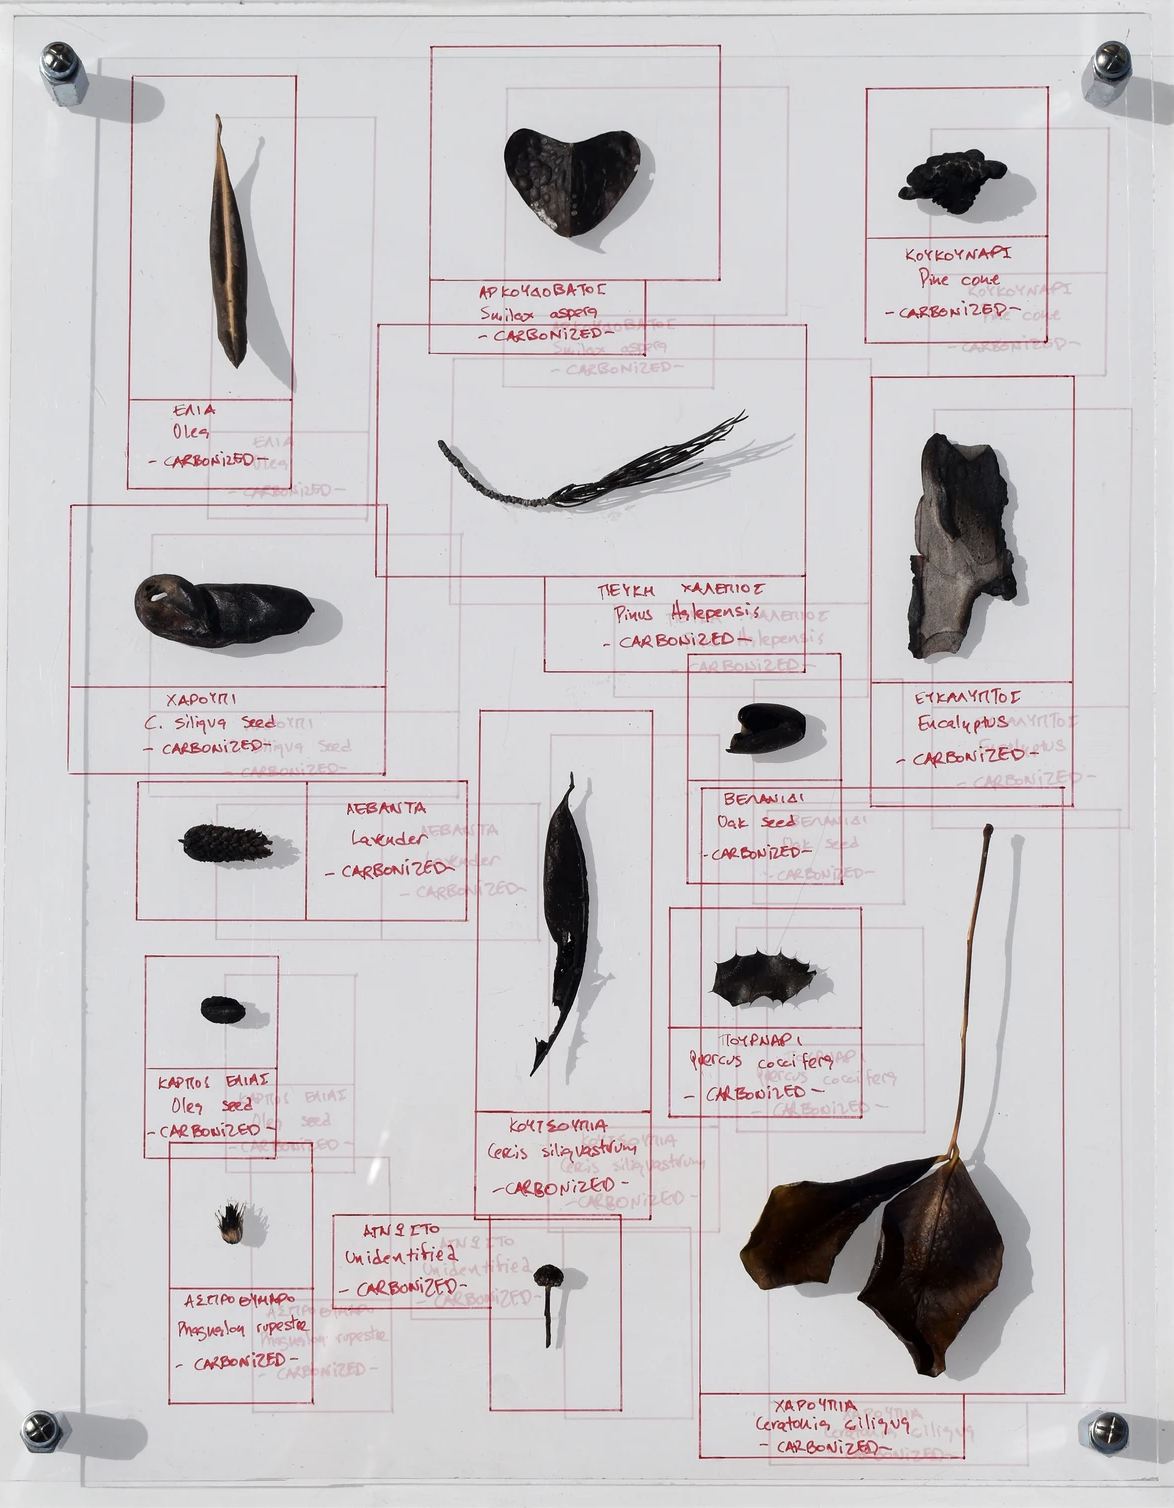 ΕΛΙΑ
Olea
- CARBONiZED -
ΑΡΚΟΥΔΟΒΑΤΟΣ
Smilax aspera
- CARBONiZED -
ΚΟΥΚΟΥΝΑΡΙ
Pine cone
- CARBONiZED -
ΠΕΥΚΗ ΧΑΛΕΠΙΟΣ
Pinus Halepensis
- CARBONiZED -
ΧΑΡΟΥΠΙ
C. siliqua seed
- CARBONiZED -
ΕΥΚΑΛΥΠΤΟΣ
Eucalyptus
- CARBONiZED -
ΒΕΛΑΝΙΔΙ
Oak seed
- CARBONiZED -
ΛΕΒΑΝΤΑ
Lavender
- CARBONiZED -
ΠΟΥΡΝΑΡΙ
Quercus coccifera
- CARBONiZED -
ΚΑΡΠΟΣ ΕΛΙΑΣ
Olea seed
- CARBONiZED -
ΚΟΥΤΣΟΥΠΙΑ
Ceris siliquastrum
- CARBONiZED -
ΑΓΝΩΣΤΟ
Unidentified
- CARBONiZED -
ΑΣΠΡΟΘΥΜΑΡΟ
Phagnalon rupestre
- CARBONiZED -
ΧΑΡΟΥΠΙΑ
Ceratonia ciliqua
- CARBONiZED -